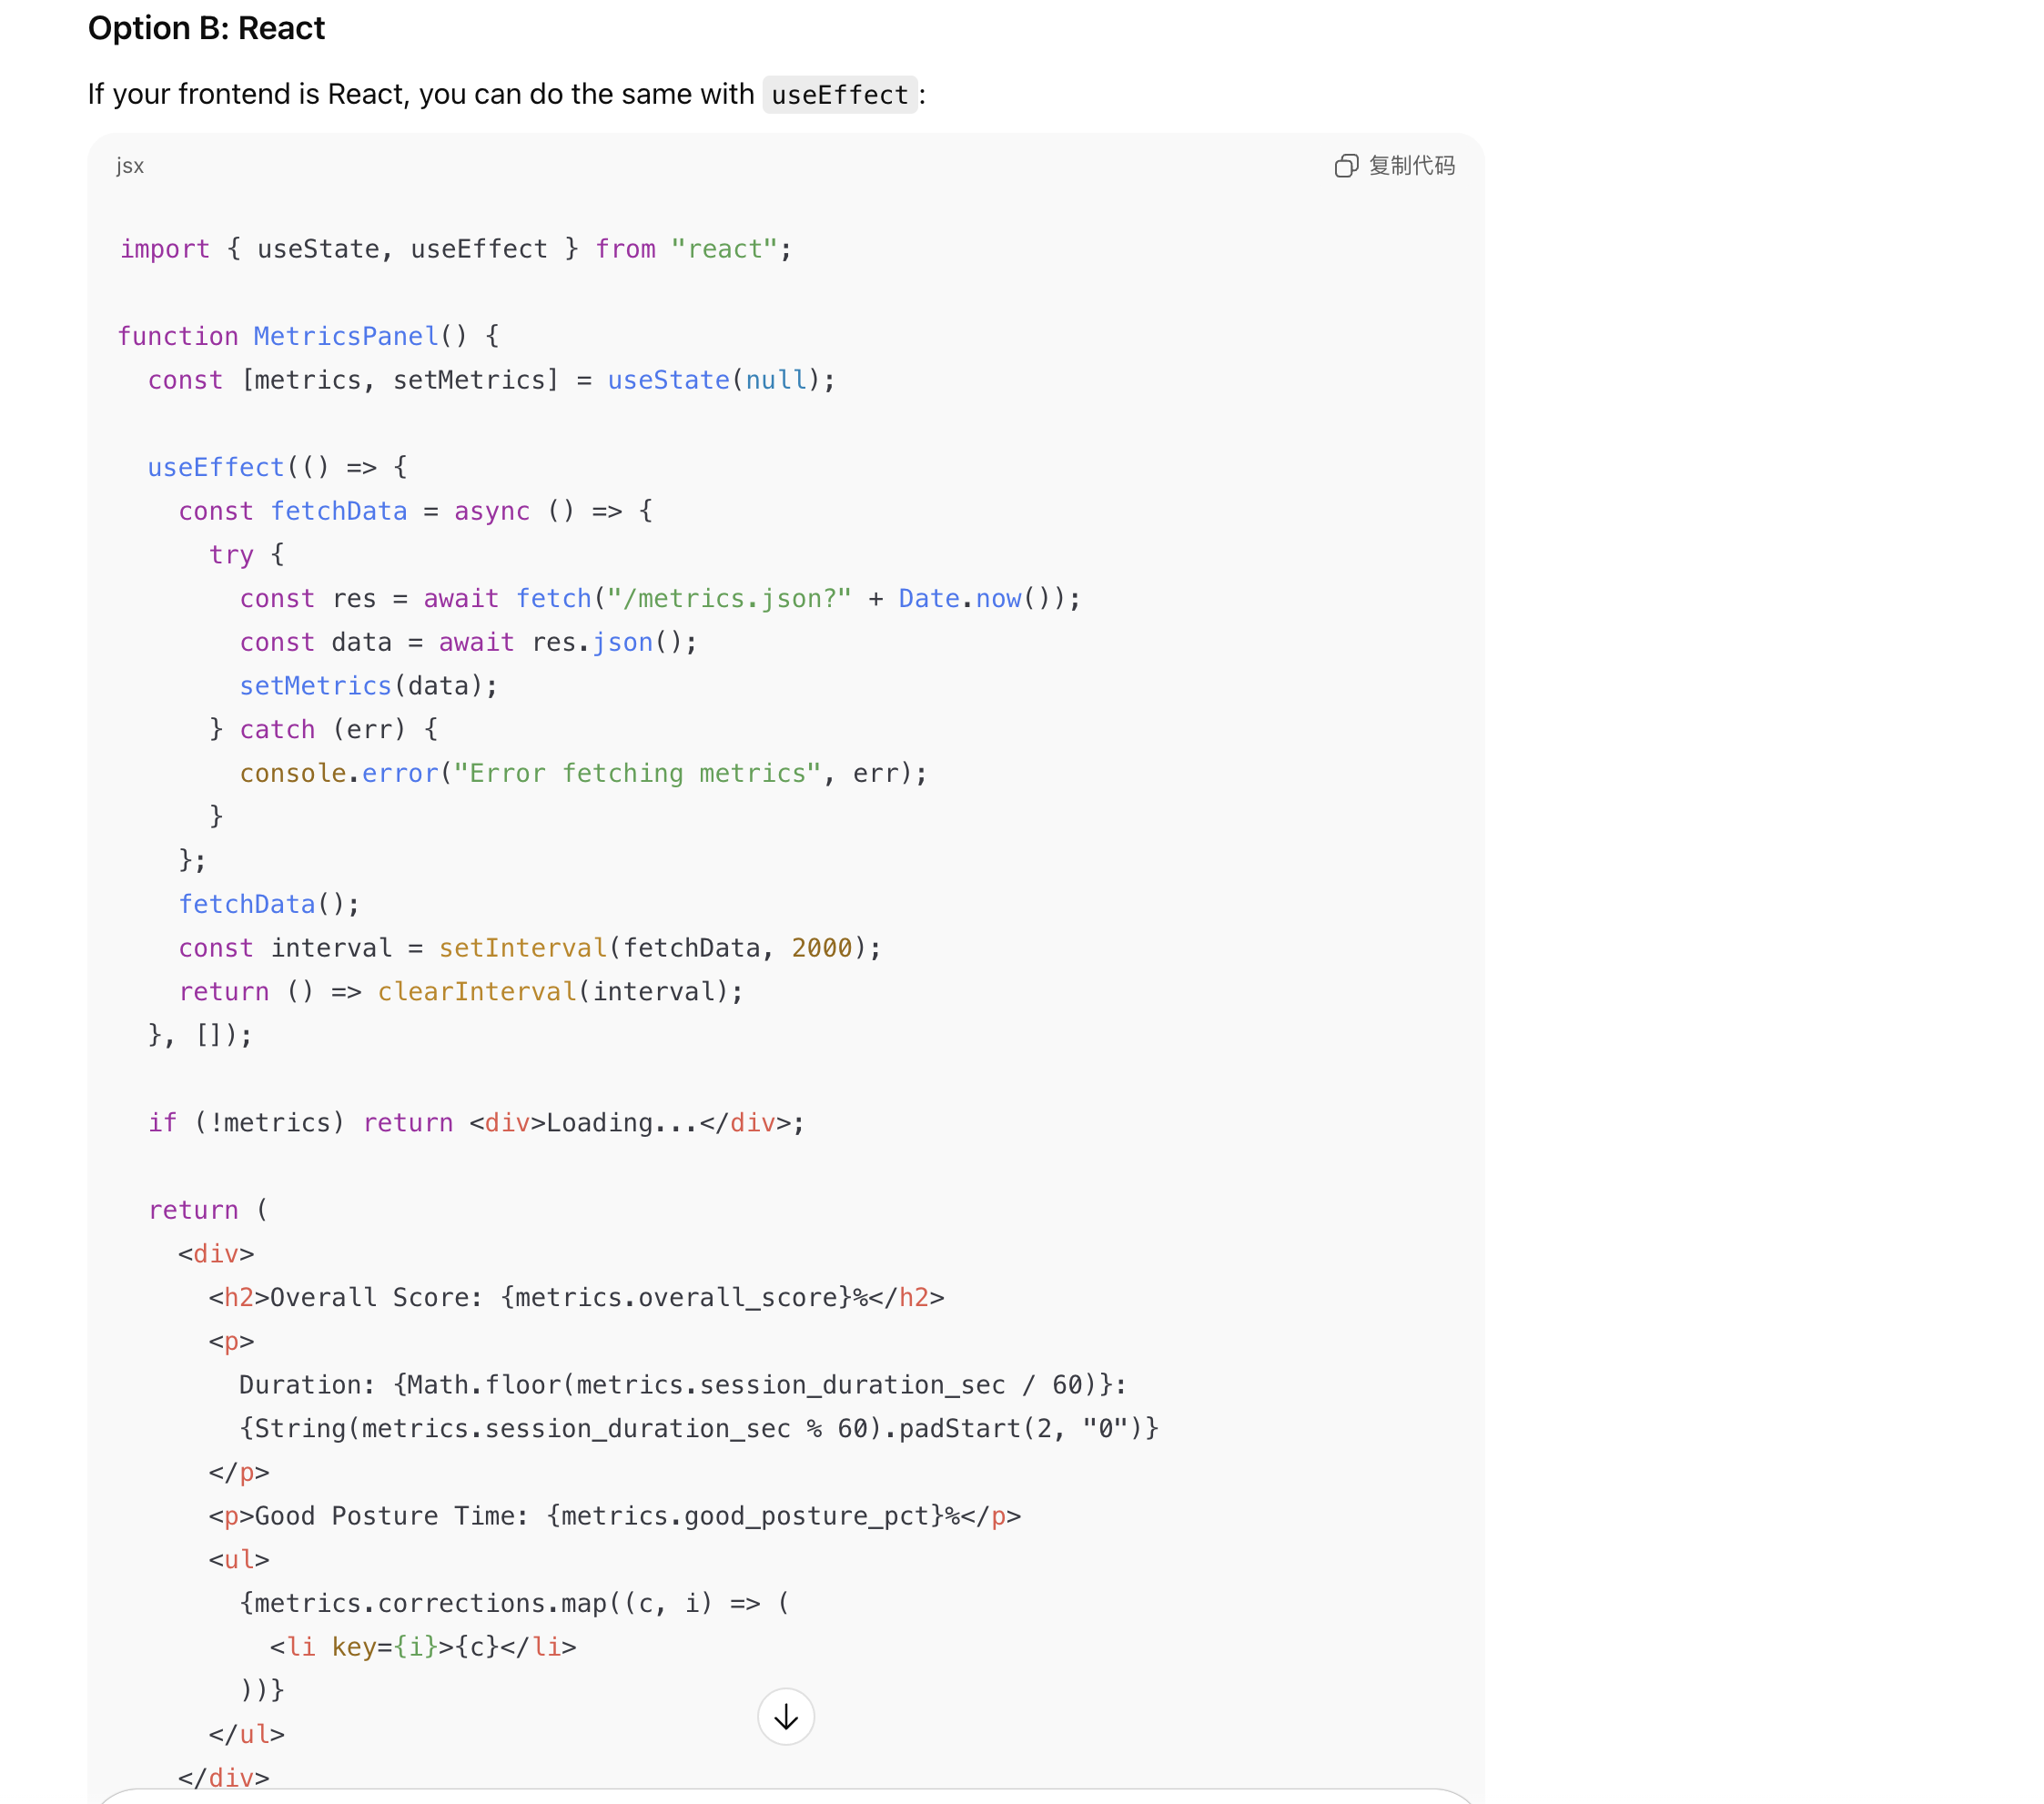 Option B: React
If your frontend is React, you can do the same with useEffect:
jsx
复制代码
import { useState, useEffect } from "react";
function MetricsPanel() {
  const [metrics, setMetrics] = useState(null);
  useEffect(() => {
    const fetchData = async () => {
      try {
        const res = await fetch("/metrics.json?" + Date.now());
        const data = await res.json();
        setMetrics(data);
      } catch (err) {
        console.error("Error fetching metrics", err);
      }
    };
    fetchData();
    const interval = setInterval(fetchData, 2000);
    return () => clearInterval(interval);
  }, []);
  if (!metrics) return <div>Loading...</div>;
  return (
    <div>
      <h2>Overall Score: {metrics.overall_score}%</h2>
      <p>
        Duration: {Math.floor(metrics.session_duration_sec / 60)}:
        {String(metrics.session_duration_sec % 60).padStart(2, "0")}
      </p>
      <p>Good Posture Time: {metrics.good_posture_pct}%</p>
      <ul>
        {metrics.corrections.map((c, i) => (
          <li key={i}>{c}</li>
        ))}
      </ul>
    </div>